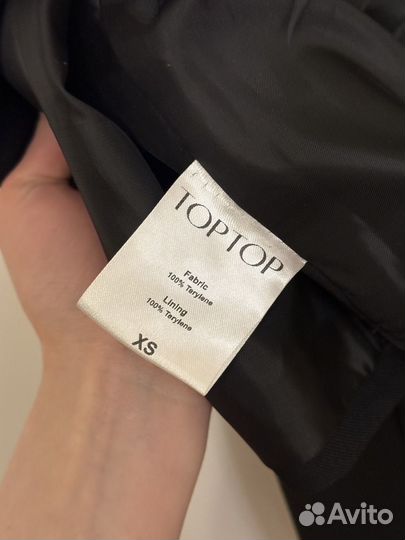 TOPTOP
Fabric
100% Terylene
Lining
100% Terylene
XS
Avito